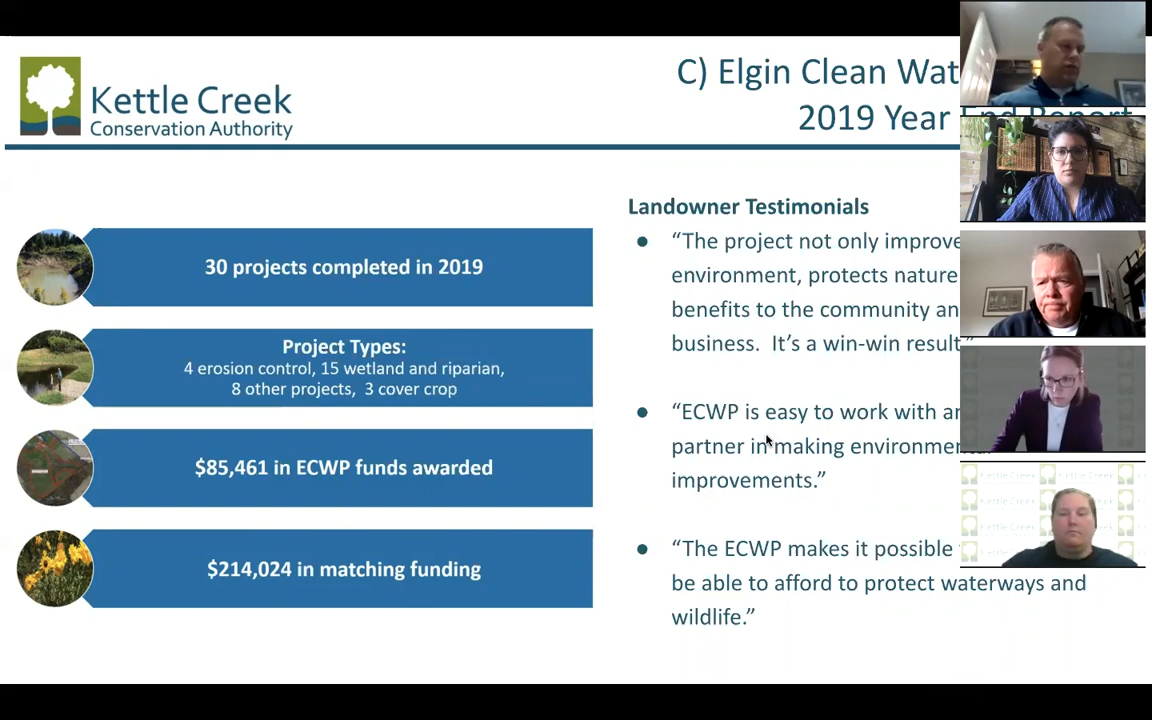 Kettle Creek
Conservation Authority
C) Elgin Clean Wat
2019 Year End Report
30 projects completed in 2019
Project Types:
4 erosion control, 15 wetland and riparian,
8 other projects, 3 cover crop
$85,461 in ECWP funds awarded
$214,024 in matching funding
Landowner Testimonials
● “The project not only improve
environment, protects nature
benefits to the community an
business. It’s a win-win result”
● “ECWP is easy to work with
partner in making
improvements.”
● “The ECWP makes it possible
be able to afford to protect waterways and
wildlife.”